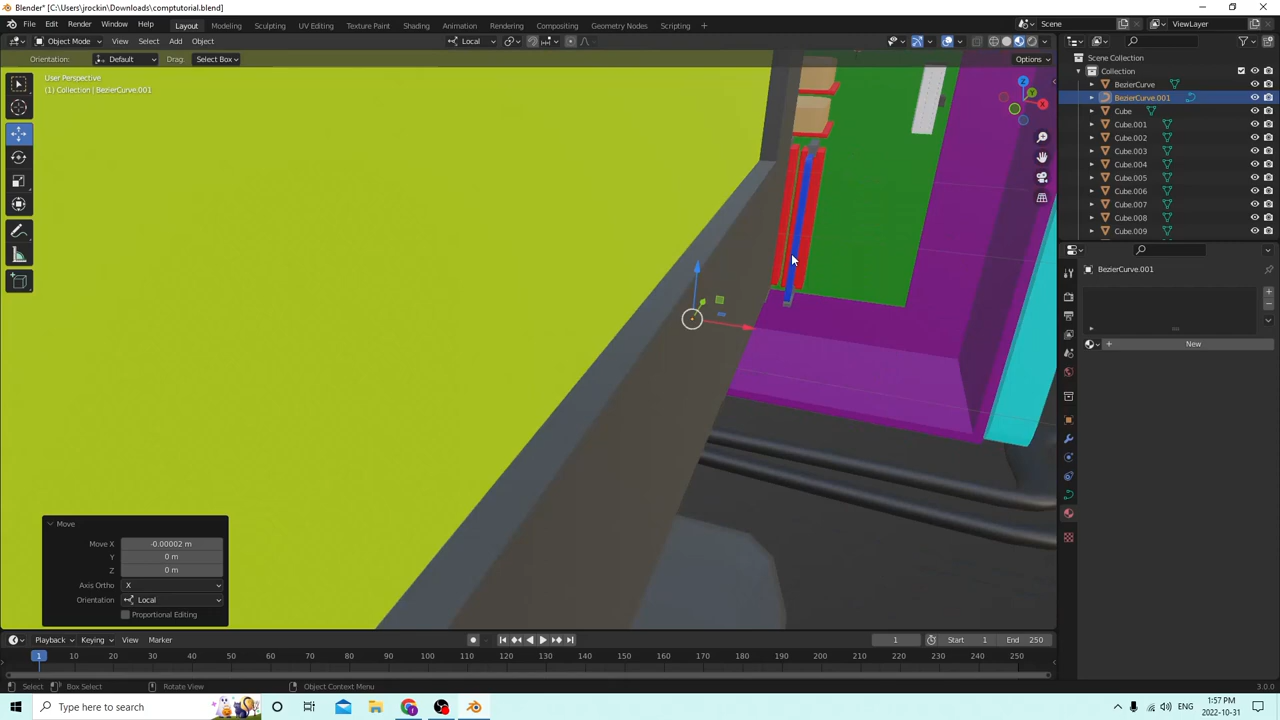 Blender* [C:\Users\jrockin\Downloads\comptutorial.blend]
File Edit Render Window Help Layout Modeling Sculpting UV Editing Texture Paint Shading Animation Rendering Compositing Geometry Nodes Scripting + Scene ViewLayer
Object Mode View Select Add Object Local
Orientation: Default Drag: Select Box Options
User Perspective
(1) Collection | BezierCurve.001
X
Y
Z
Scene Collection
Collection
BezierCurve
BezierCurve.001
Cube
Cube.001
Cube.002
Cube.003
Cube.004
Cube.005
Cube.006
Cube.007
Cube.008
Cube.009
BezierCurve.001
New
Move
Move X -0.00002 m
Y 0 m
Z 0 m
Axis Ortho X
Orientation Local
Proportional Editing
Playback Keying View Marker 1 Start 1 End 250
1 10 20 30 40 50 60 70 80 90 100 110 120 130 140 150 160 170 180 190 200 210 220 230 240 250
Select Box Select Rotate View Object Context Menu 3.0.0
Type here to search
1:57 PM
2022-10-31